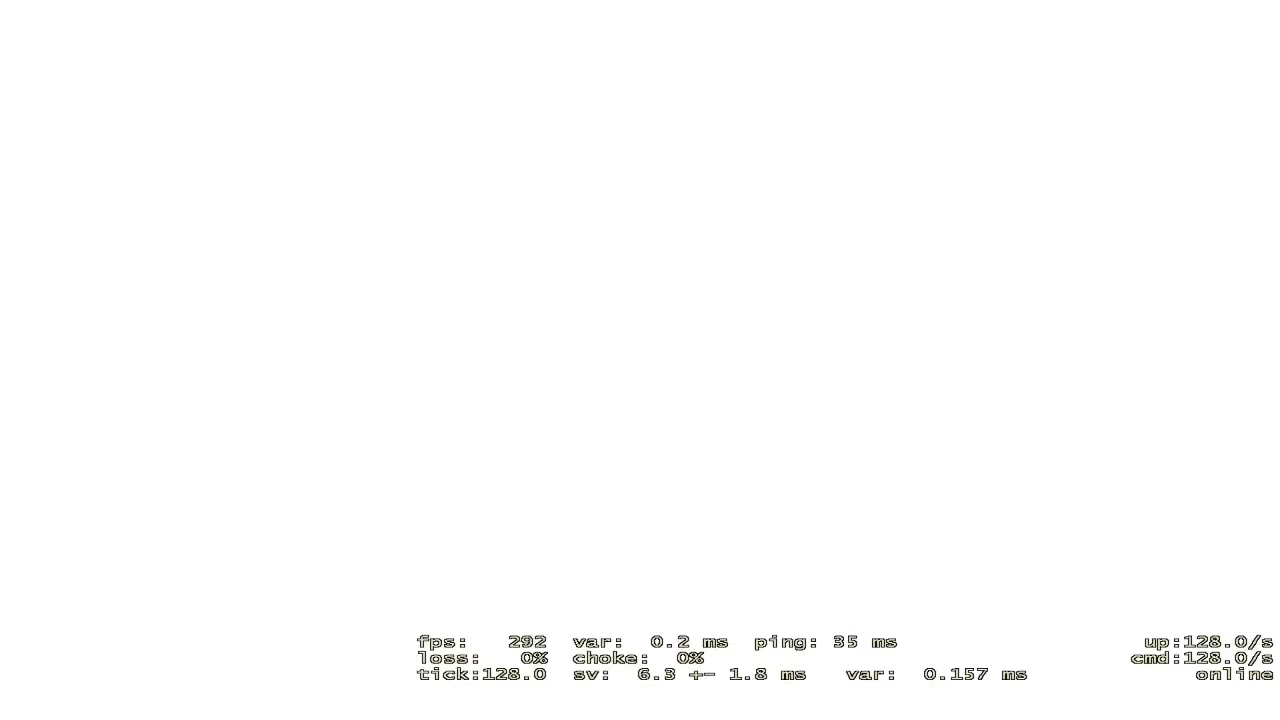 fps: 292 var: 0.2 ms ping: 35 ms up:128.0/s
loss: 0% choke: 0% cmd:128.0/s
tick:128.0 sv: 6.3 +- 1.8 ms var: 0.157 ms online